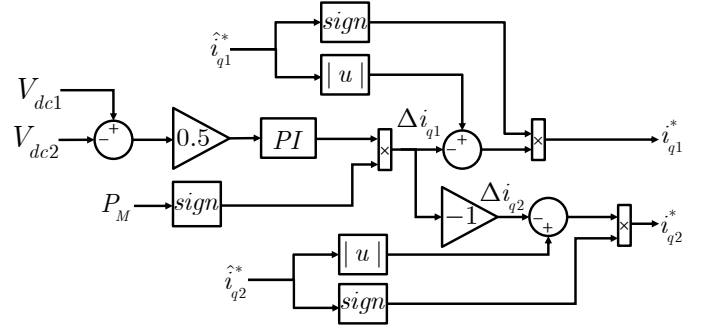 î*q1
sign
| u |
Vdc1
Vdc2
+
−
0.5
PI
×
PM
sign
Δiq1
+
−
×
i*q1
−1
Δiq2
−
+
×
i*q2
î*q2
| u |
sign